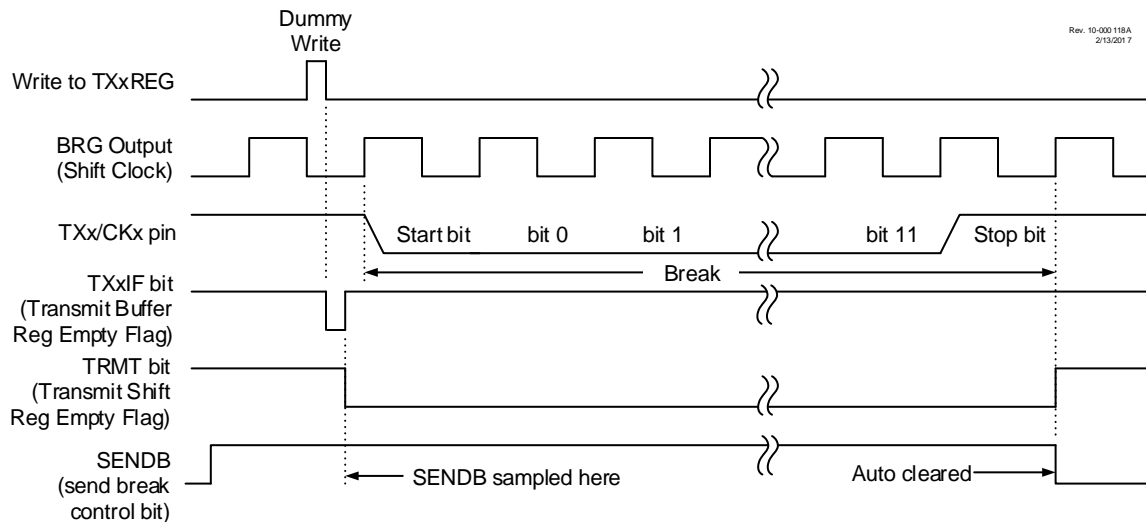 Dummy
Write
Rev. 10-000 118A
2/13/201 7
Write to TXxREG
BRG Output
(Shift Clock)
TXx/CKx pin
Start bit
bit 0
bit 1
bit 11
Stop bit
Break
TXxIF bit
(Transmit Buffer
Reg Empty Flag)
TRMT bit
(Transmit Shift
Reg Empty Flag)
SENDB
(send break
control bit)
SENDB sampled here
Auto cleared